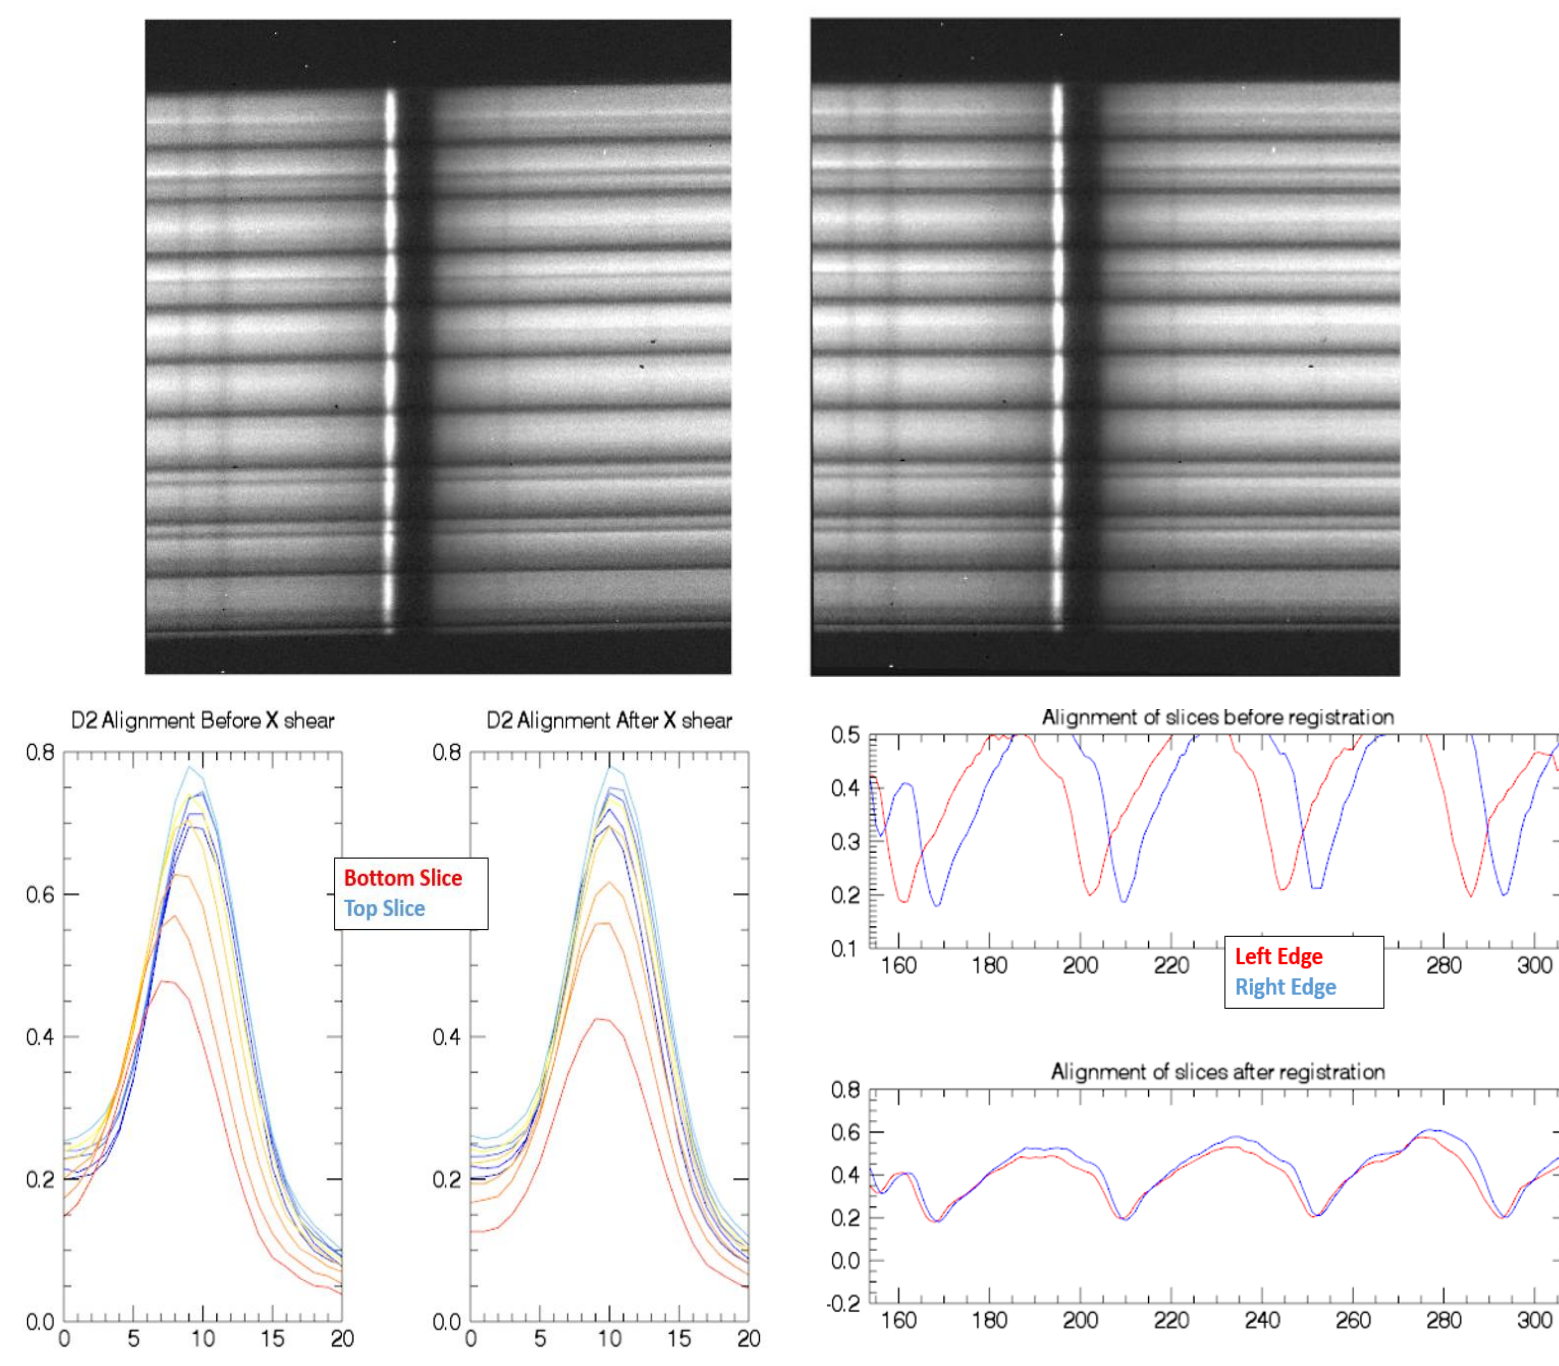 D2 Alignment Before X shear
D2 Alignment After X shear
0.8
0.6
0.4
0.2
0.0
0 5 10 15 20
0.8
0.6
0.4
0.2
0.0
0 5 10 15 20
Bottom Slice
Top Slice
Alignment of slices before registration
0.5
0.4
0.3
0.2
0.1
160 180 200 220 280 300
Left Edge
Right Edge
Alignment of slices after registration
0.8
0.6
0.4
0.2
0.0
-0.2
160 180 200 220 240 260 280 300